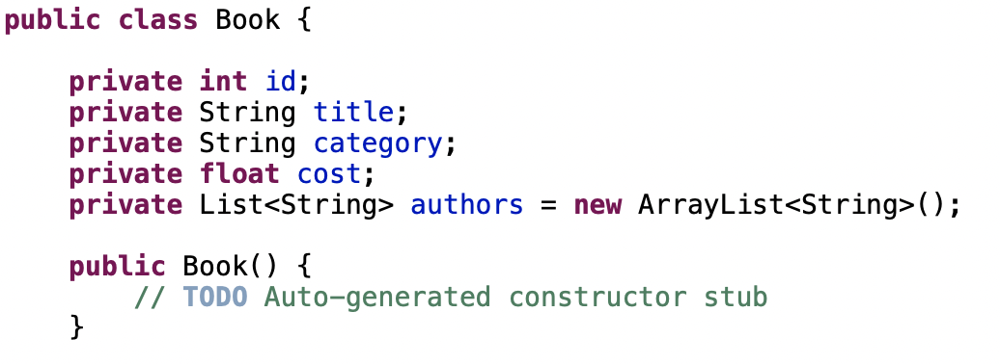 public class Book {
private int id;
private String title;
private String category;
private float cost;
private List<String> authors = new ArrayList<String>();
public Book() {
// TODO Auto-generated constructor stub
}